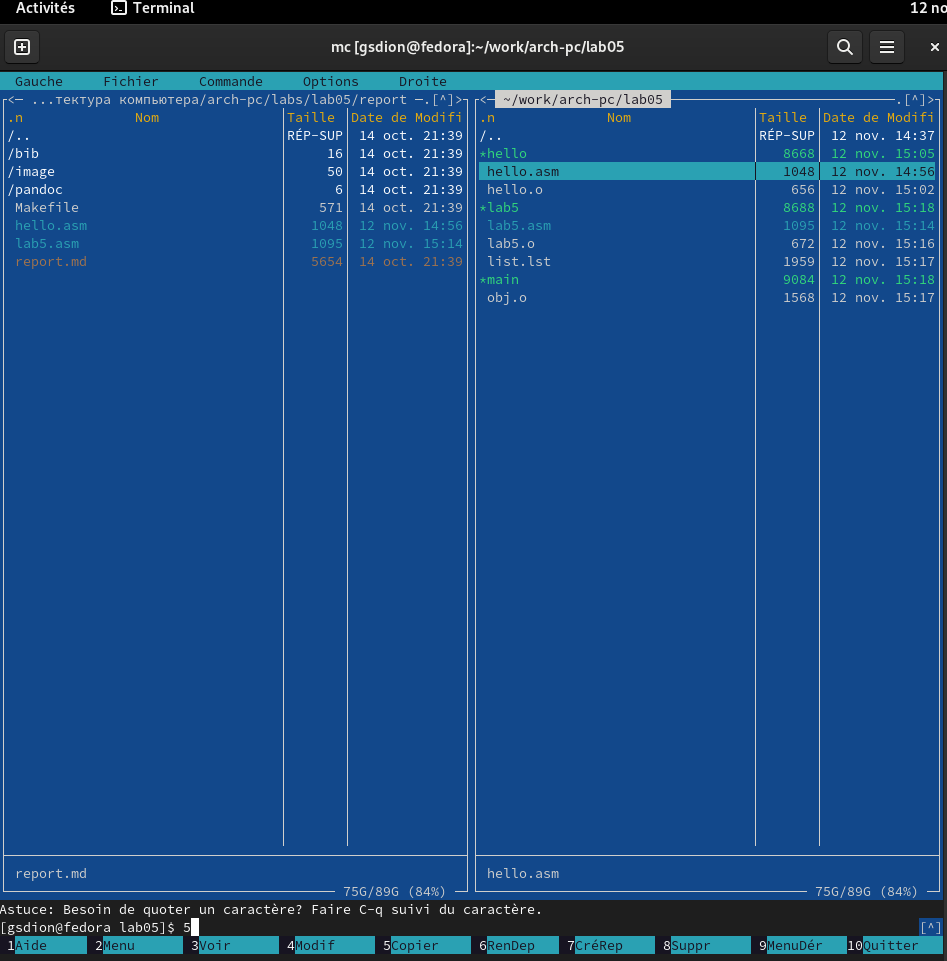 Activités Terminal 12 no
mc [gsdion@fedora]:~/work/arch-pc/lab05
Gauche Fichier Commande Options Droite
<— ...тектура компьютера/arch-pc/labs/lab05/report —.[^]>
.n Nom Taille Date de Modifi
/.. RÉP-SUP 14 oct. 21:39
/bib 16 14 oct. 21:39
/image 50 14 oct. 21:39
/pandoc 6 14 oct. 21:39
Makefile 571 14 oct. 21:39
hello.asm 1048 12 nov. 14:56
lab5.asm 1095 12 nov. 15:14
report.md 5654 14 oct. 21:39
report.md
75G/89G (84%)
<— ~/work/arch-pc/lab05 .[^]>
.n Nom Taille Date de Modifi
/.. RÉP-SUP 12 nov. 14:37
*hello 8668 12 nov. 15:05
hello.asm 1048 12 nov. 14:56
hello.o 656 12 nov. 15:02
*lab5 8688 12 nov. 15:18
lab5.asm 1095 12 nov. 15:14
lab5.o 672 12 nov. 15:16
list.lst 1959 12 nov. 15:17
*main 9084 12 nov. 15:18
obj.o 1568 12 nov. 15:17
hello.asm
75G/89G (84%)
Astuce: Besoin de quoter un caractère? Faire C-q suivi du caractère.
[gsdion@fedora lab05]$ 5 [^]
1Aide 2Menu 3Voir 4Modif 5Copier 6RenDep 7CréRep 8Suppr 9MenuDér 10Quitter